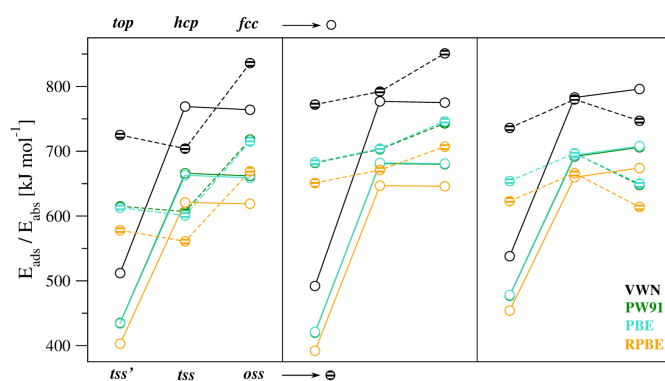 top hcp fcc
800
700
600
500
400
E_ads / E_abs [kJ mol^-1]
VWN
PW91
PBE
RPBE
tss' tss oss